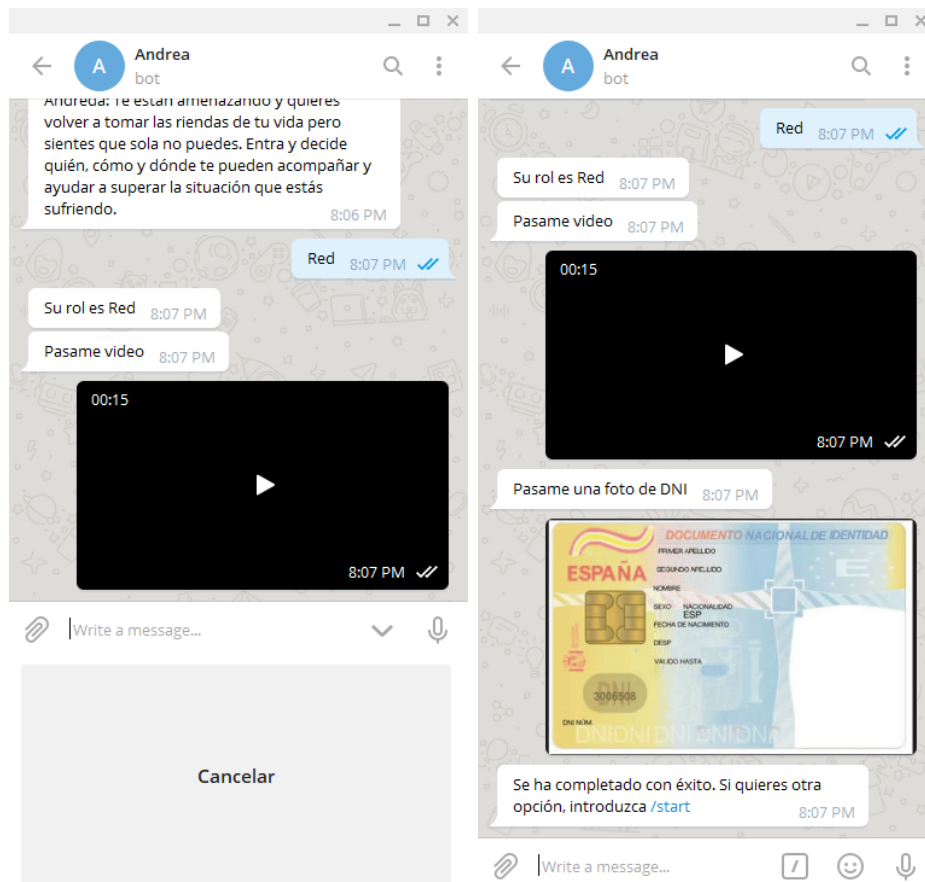 Andrea
bot
Andreda: Te están amenazando y quieres
volver a tomar las riendas de tu vida pero
sientes que sola no puedes. Entra y decide
quién, cómo y dónde te pueden acompañar y
ayudar a superar la situación que estás
sufriendo.
8:06 PM
Red 8:07 PM
Su rol es Red 8:07 PM
Pasame video 8:07 PM
00:15
8:07 PM
Write a message...
Cancelar
Andrea
bot
Red 8:07 PM
Su rol es Red 8:07 PM
Pasame video 8:07 PM
00:15
8:07 PM
Pasame una foto de DNI 8:07 PM
DOCUMENTO NACIONAL DE IDENTIDAD
PRIMER APELLIDO
ESPAÑA
SEGUNDO APELLIDO
NOMBRE
SEXO NACIONALIDAD
ESP
FECHA DE NACIMIENTO
DESP
VALIDO HASTA
DNI
3006508
DNI NÚM.
DNIDNI DNI DNIDNI
Se ha completado con éxito. Si quieres otra
opción, introduzca /start
8:07 PM
Write a message...